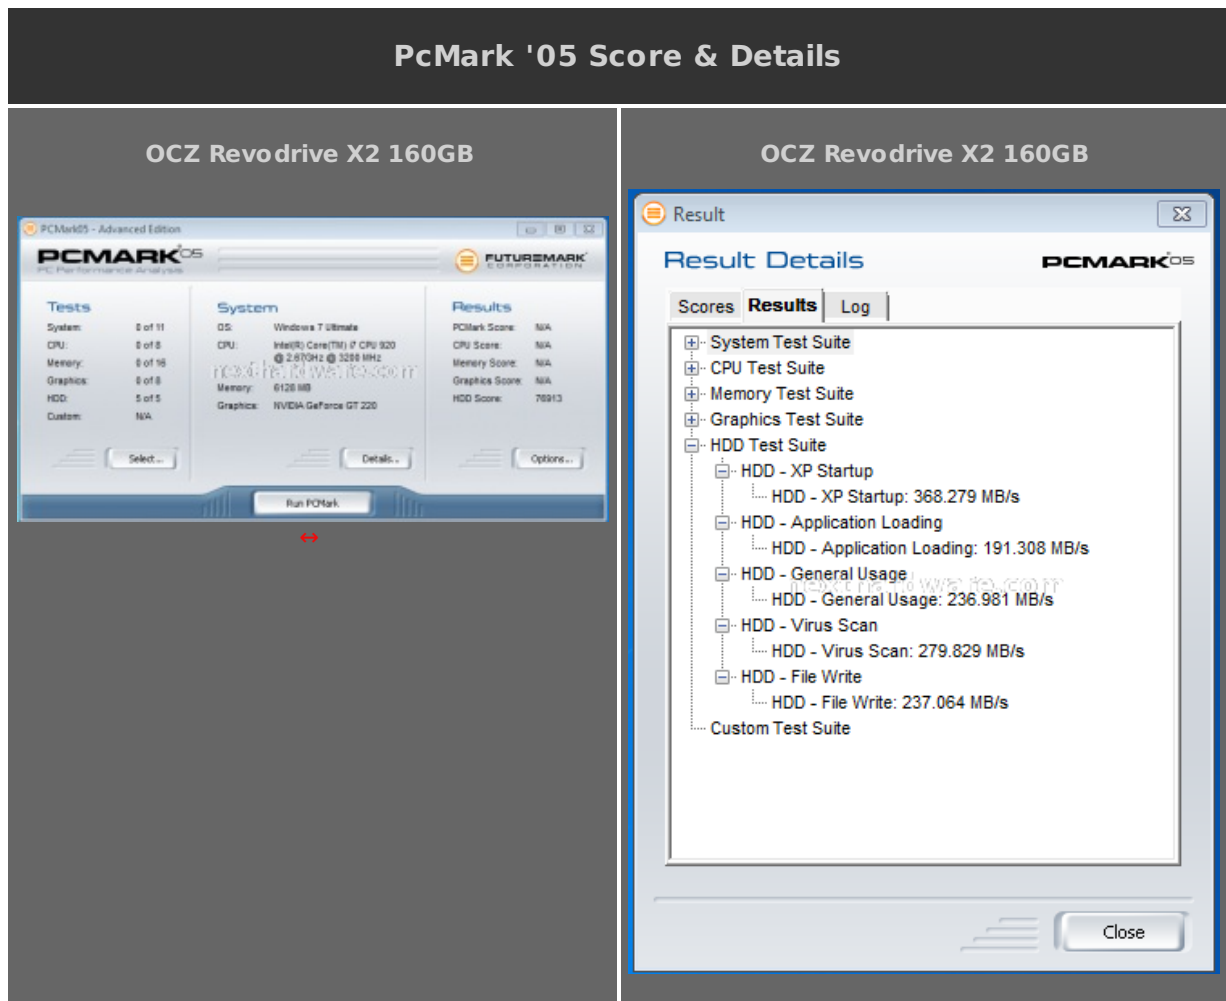 PcMark '05 Score & Details
OCZ Revodrive X2 160GB
PCMark05 - Advanced Edition
PCMARK'05
PC Performance Analysis
FUTUREMARK
CORPORATION
Tests
System: 0 of 11
CPU: 0 of 8
Memory: 0 of 16
Graphics: 0 of 8
HDD: 5 of 5
Custom: N/A
Select...
System
OS: Windows 7 Ultimate
CPU: Intel(R) Core(TM) i7 CPU 920
@ 2.67GHz @ 3200 MHz
nexthardware.com
Memory: 6128 MB
Graphics: NVIDIA GeForce GT 220
Details...
Results
PCMark Score: N/A
CPU Score: N/A
Memory Score: N/A
Graphics Score: N/A
HDD Score: 76913
Options...
Run PCMark
OCZ Revodrive X2 160GB
Result
Result Details
PCMARK'05
Scores Results Log
System Test Suite
CPU Test Suite
Memory Test Suite
Graphics Test Suite
HDD Test Suite
HDD - XP Startup
HDD - XP Startup: 368.279 MB/s
HDD - Application Loading
HDD - Application Loading: 191.308 MB/s
HDD - General Usage
nexthardware.com
HDD - General Usage: 236.981 MB/s
HDD - Virus Scan
HDD - Virus Scan: 279.829 MB/s
HDD - File Write
HDD - File Write: 237.064 MB/s
Custom Test Suite
Close